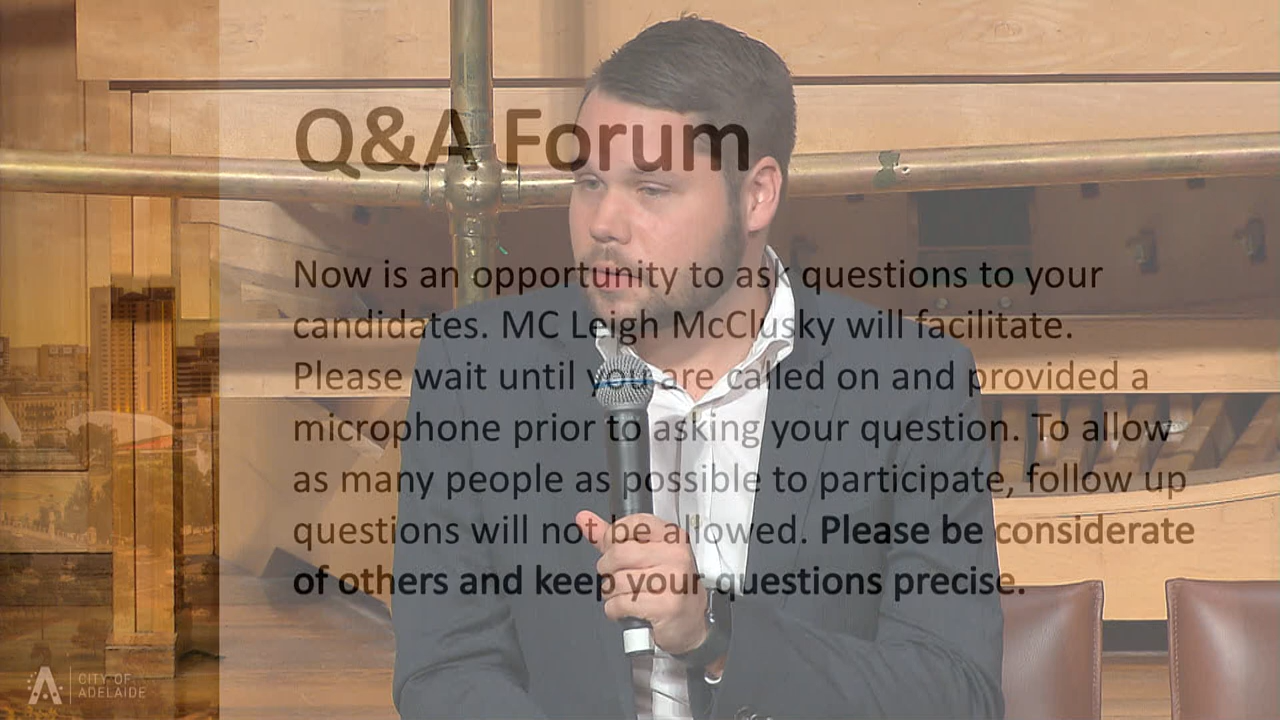 Q&A Forum
Now is an opportunity to ask questions to your
candidates. MC Leigh McClusky will facilitate.
Please wait until you are called on and provided a
microphone prior to asking your question. To allow
as many people as possible to participate, follow up
questions will not be allowed. Please be considerate
of others and keep your questions precise.
CITY OF
ADELAIDE